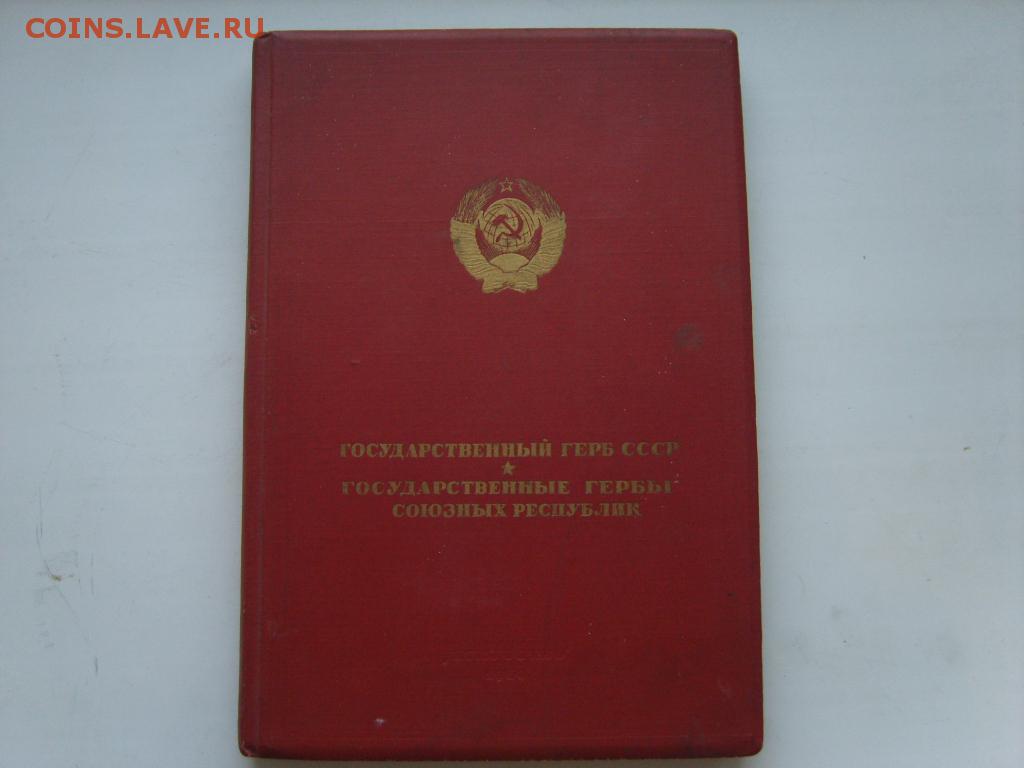 COINS.LAVE.RU
ГОСУДАРСТВЕННЫЙ ГЕРБ СССР
★
ГОСУДАРСТВЕННЫЕ ГЕРБЫ
СОЮЗНЫХ РЕСПУБЛИК